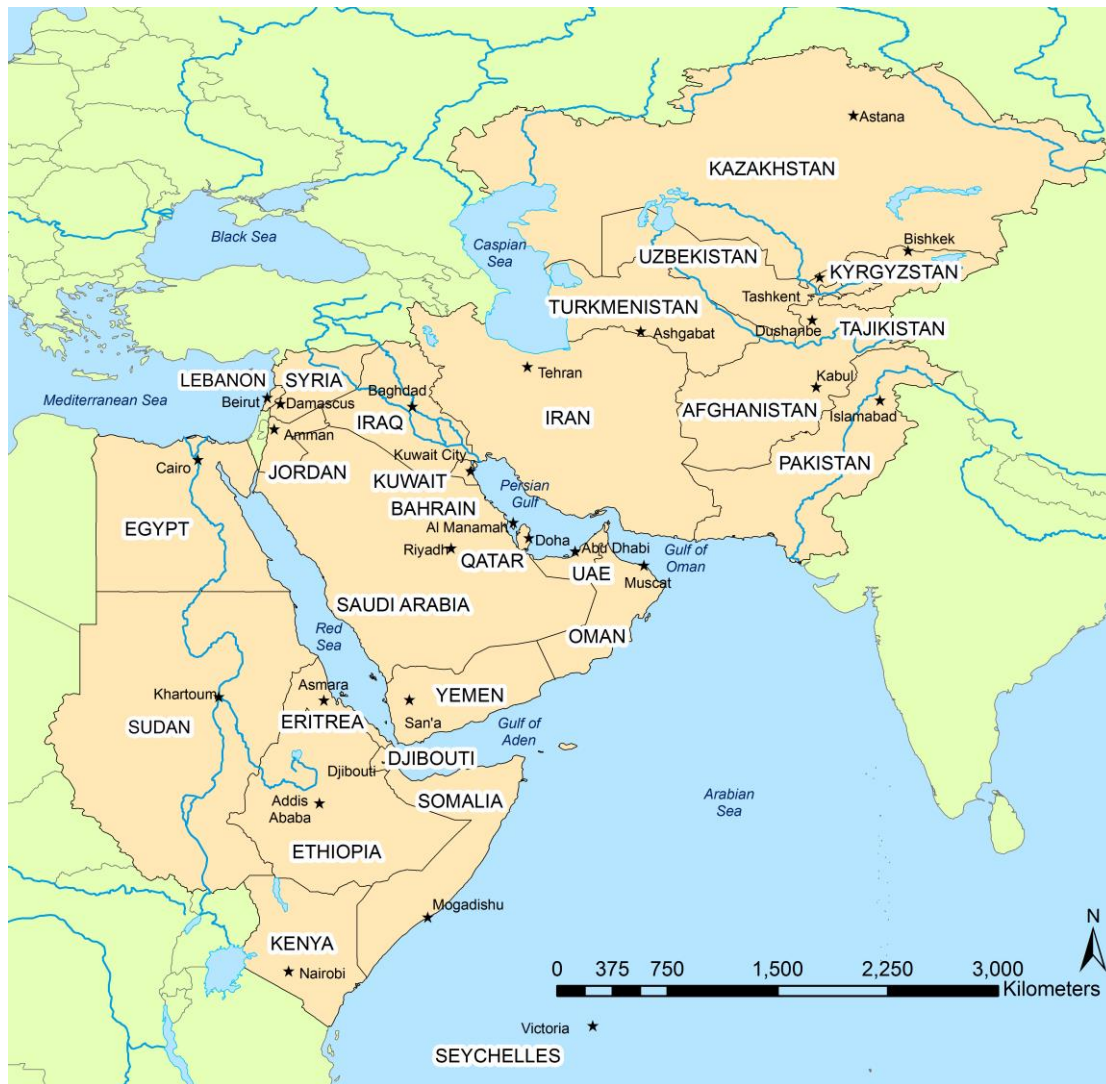 Astana
KAZAKHSTAN
Black Sea
Caspian
Sea
Bishkek
UZBEKISTAN
KYRGYZSTAN
Tashkent
TURKMENISTAN
Dushanbe
TAJIKISTAN
Ashgabat
LEBANON
SYRIA
Tehran
Kabul
Mediterranean Sea
Beirut
Damascus
Baghdad
AFGHANISTAN
Islamabad
IRAQ
IRAN
Amman
Cairo
JORDAN
Kuwait City
PAKISTAN
KUWAIT
Persian
Gulf
BAHRAIN
EGYPT
Al Manamah
Doha
Riyadh
QATAR
Abu Dhabi
Gulf of
Oman
UAE
Muscat
SAUDI ARABIA
Red
Sea
OMAN
Khartoum
Asmara
YEMEN
SUDAN
ERITREA
San'a
Gulf of
Aden
DJIBOUTI
Djibouti
SOMALIA
Arabian
Sea
Addis
Ababa
ETHIOPIA
Mogadishu
KENYA
Nairobi
N
0 375 750 1,500 2,250 3,000
Kilometers
Victoria
SEYCHELLES